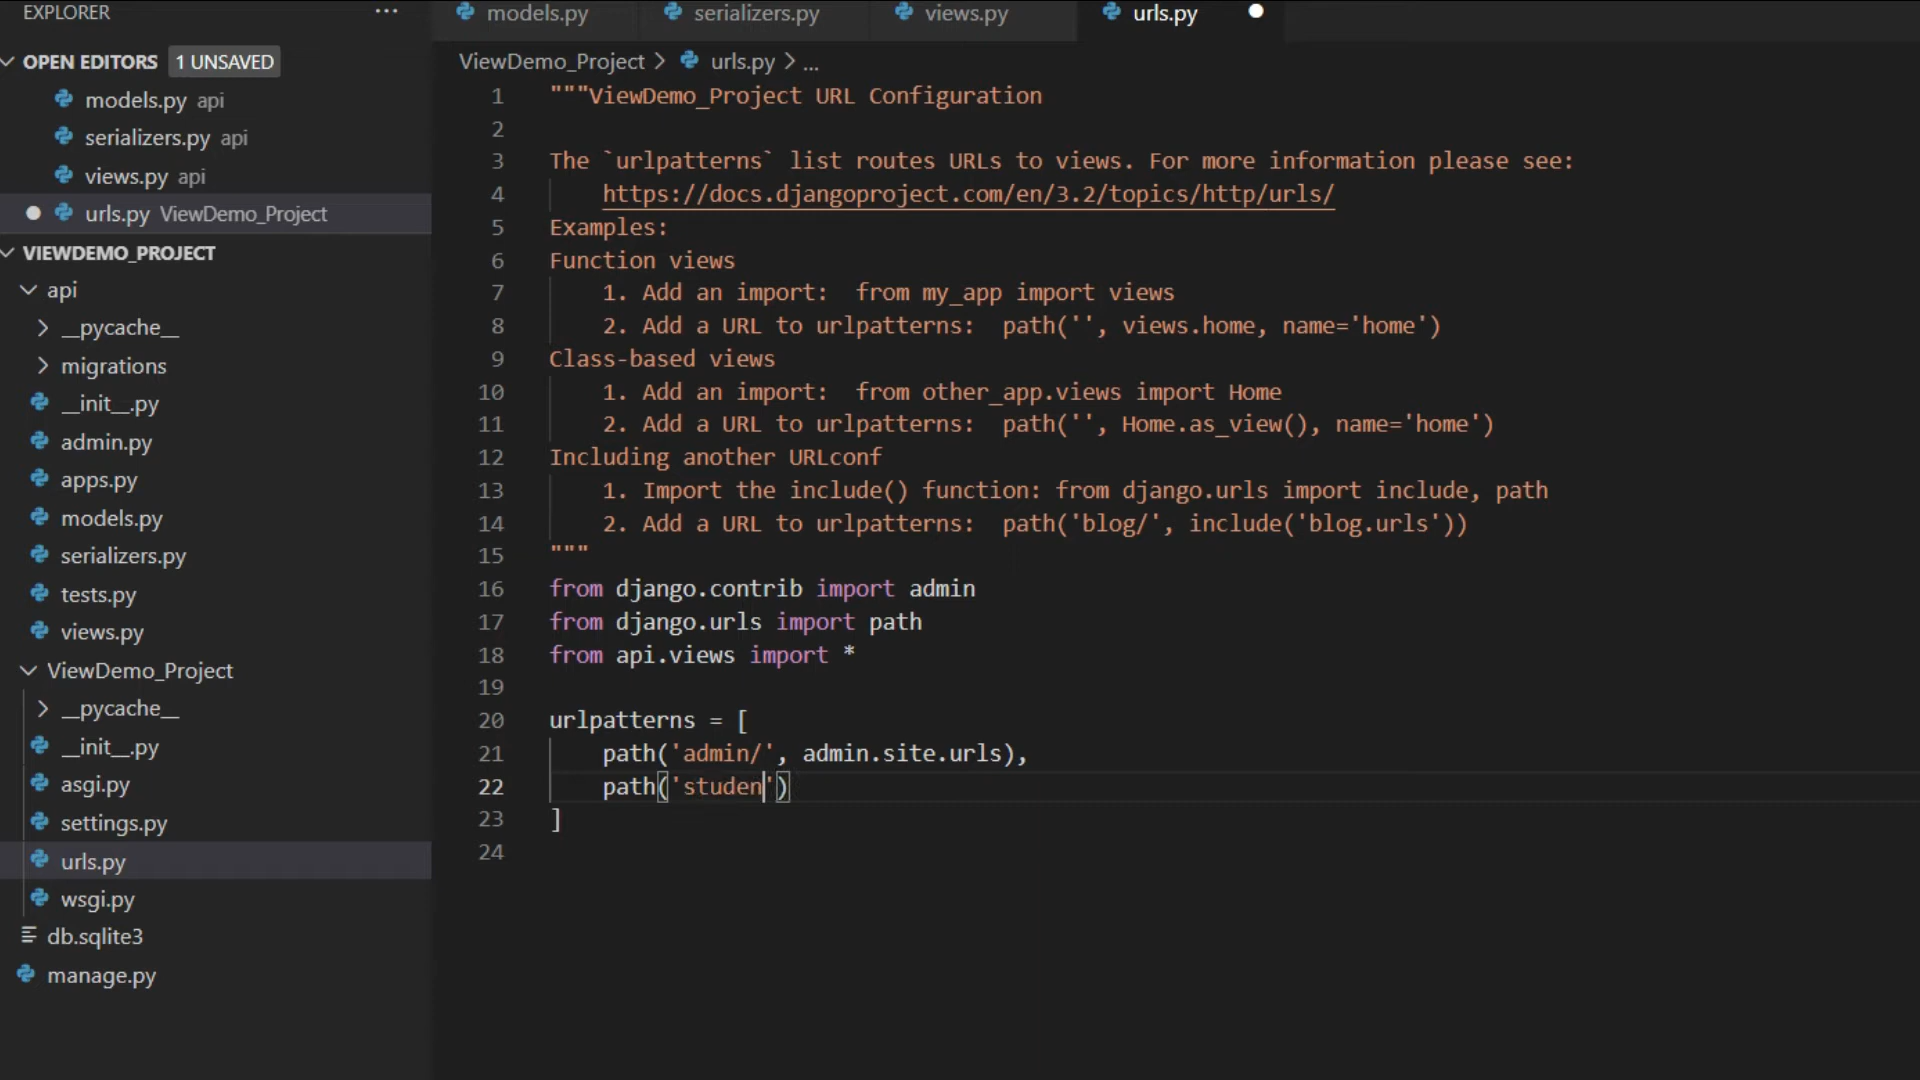 EXPLORER ...
OPEN EDITORS 1 UNSAVED
models.py api
serializers.py api
views.py api
urls.py ViewDemo_Project
VIEWDEMO_PROJECT
api
__pycache__
migrations
__init__.py
admin.py
apps.py
models.py
serializers.py
tests.py
views.py
ViewDemo_Project
__pycache__
__init__.py
asgi.py
settings.py
urls.py
wsgi.py
db.sqlite3
manage.py
models.py serializers.py views.py urls.py
ViewDemo_Project > urls.py > ...
1 """ViewDemo_Project URL Configuration
2
3 The `urlpatterns` list routes URLs to views. For more information please see:
4     https://docs.djangoproject.com/en/3.2/topics/http/urls/
5 Examples:
6 Function views
7     1. Add an import:  from my_app import views
8     2. Add a URL to urlpatterns:  path('', views.home, name='home')
9 Class-based views
10     1. Add an import:  from other_app.views import Home
11     2. Add a URL to urlpatterns:  path('', Home.as_view(), name='home')
12 Including another URLconf
13     1. Import the include() function: from django.urls import include, path
14     2. Add a URL to urlpatterns:  path('blog/', include('blog.urls'))
15 """
16 from django.contrib import admin
17 from django.urls import path
18 from api.views import *
19
20 urlpatterns = [
21     path('admin/', admin.site.urls),
22     path('studen')
23 ]
24